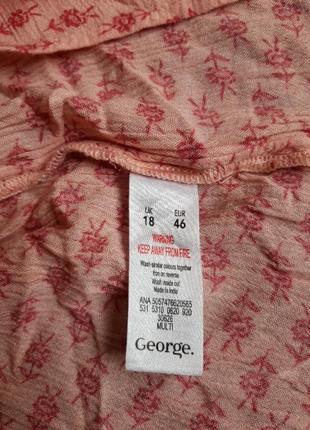 UK EUR
18 46
WARNING
KEEP AWAY FROM FIRE
Wash similar colours together
Iron on reverse
Wash inside out
Made in India
ANA 5057476620565
531 5310 0820 920
30626
MULTI
George.